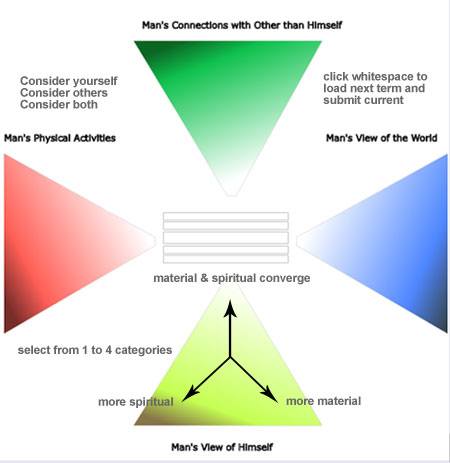 Man's Connections with Other than Himself
Consider yourself
Consider others
Consider both
click whitespace to
load next term and
submit current
Man's Physical Activities
Man's View of the World
material & spiritual converge
select from 1 to 4 categories
more spiritual
more material
Man's View of Himself